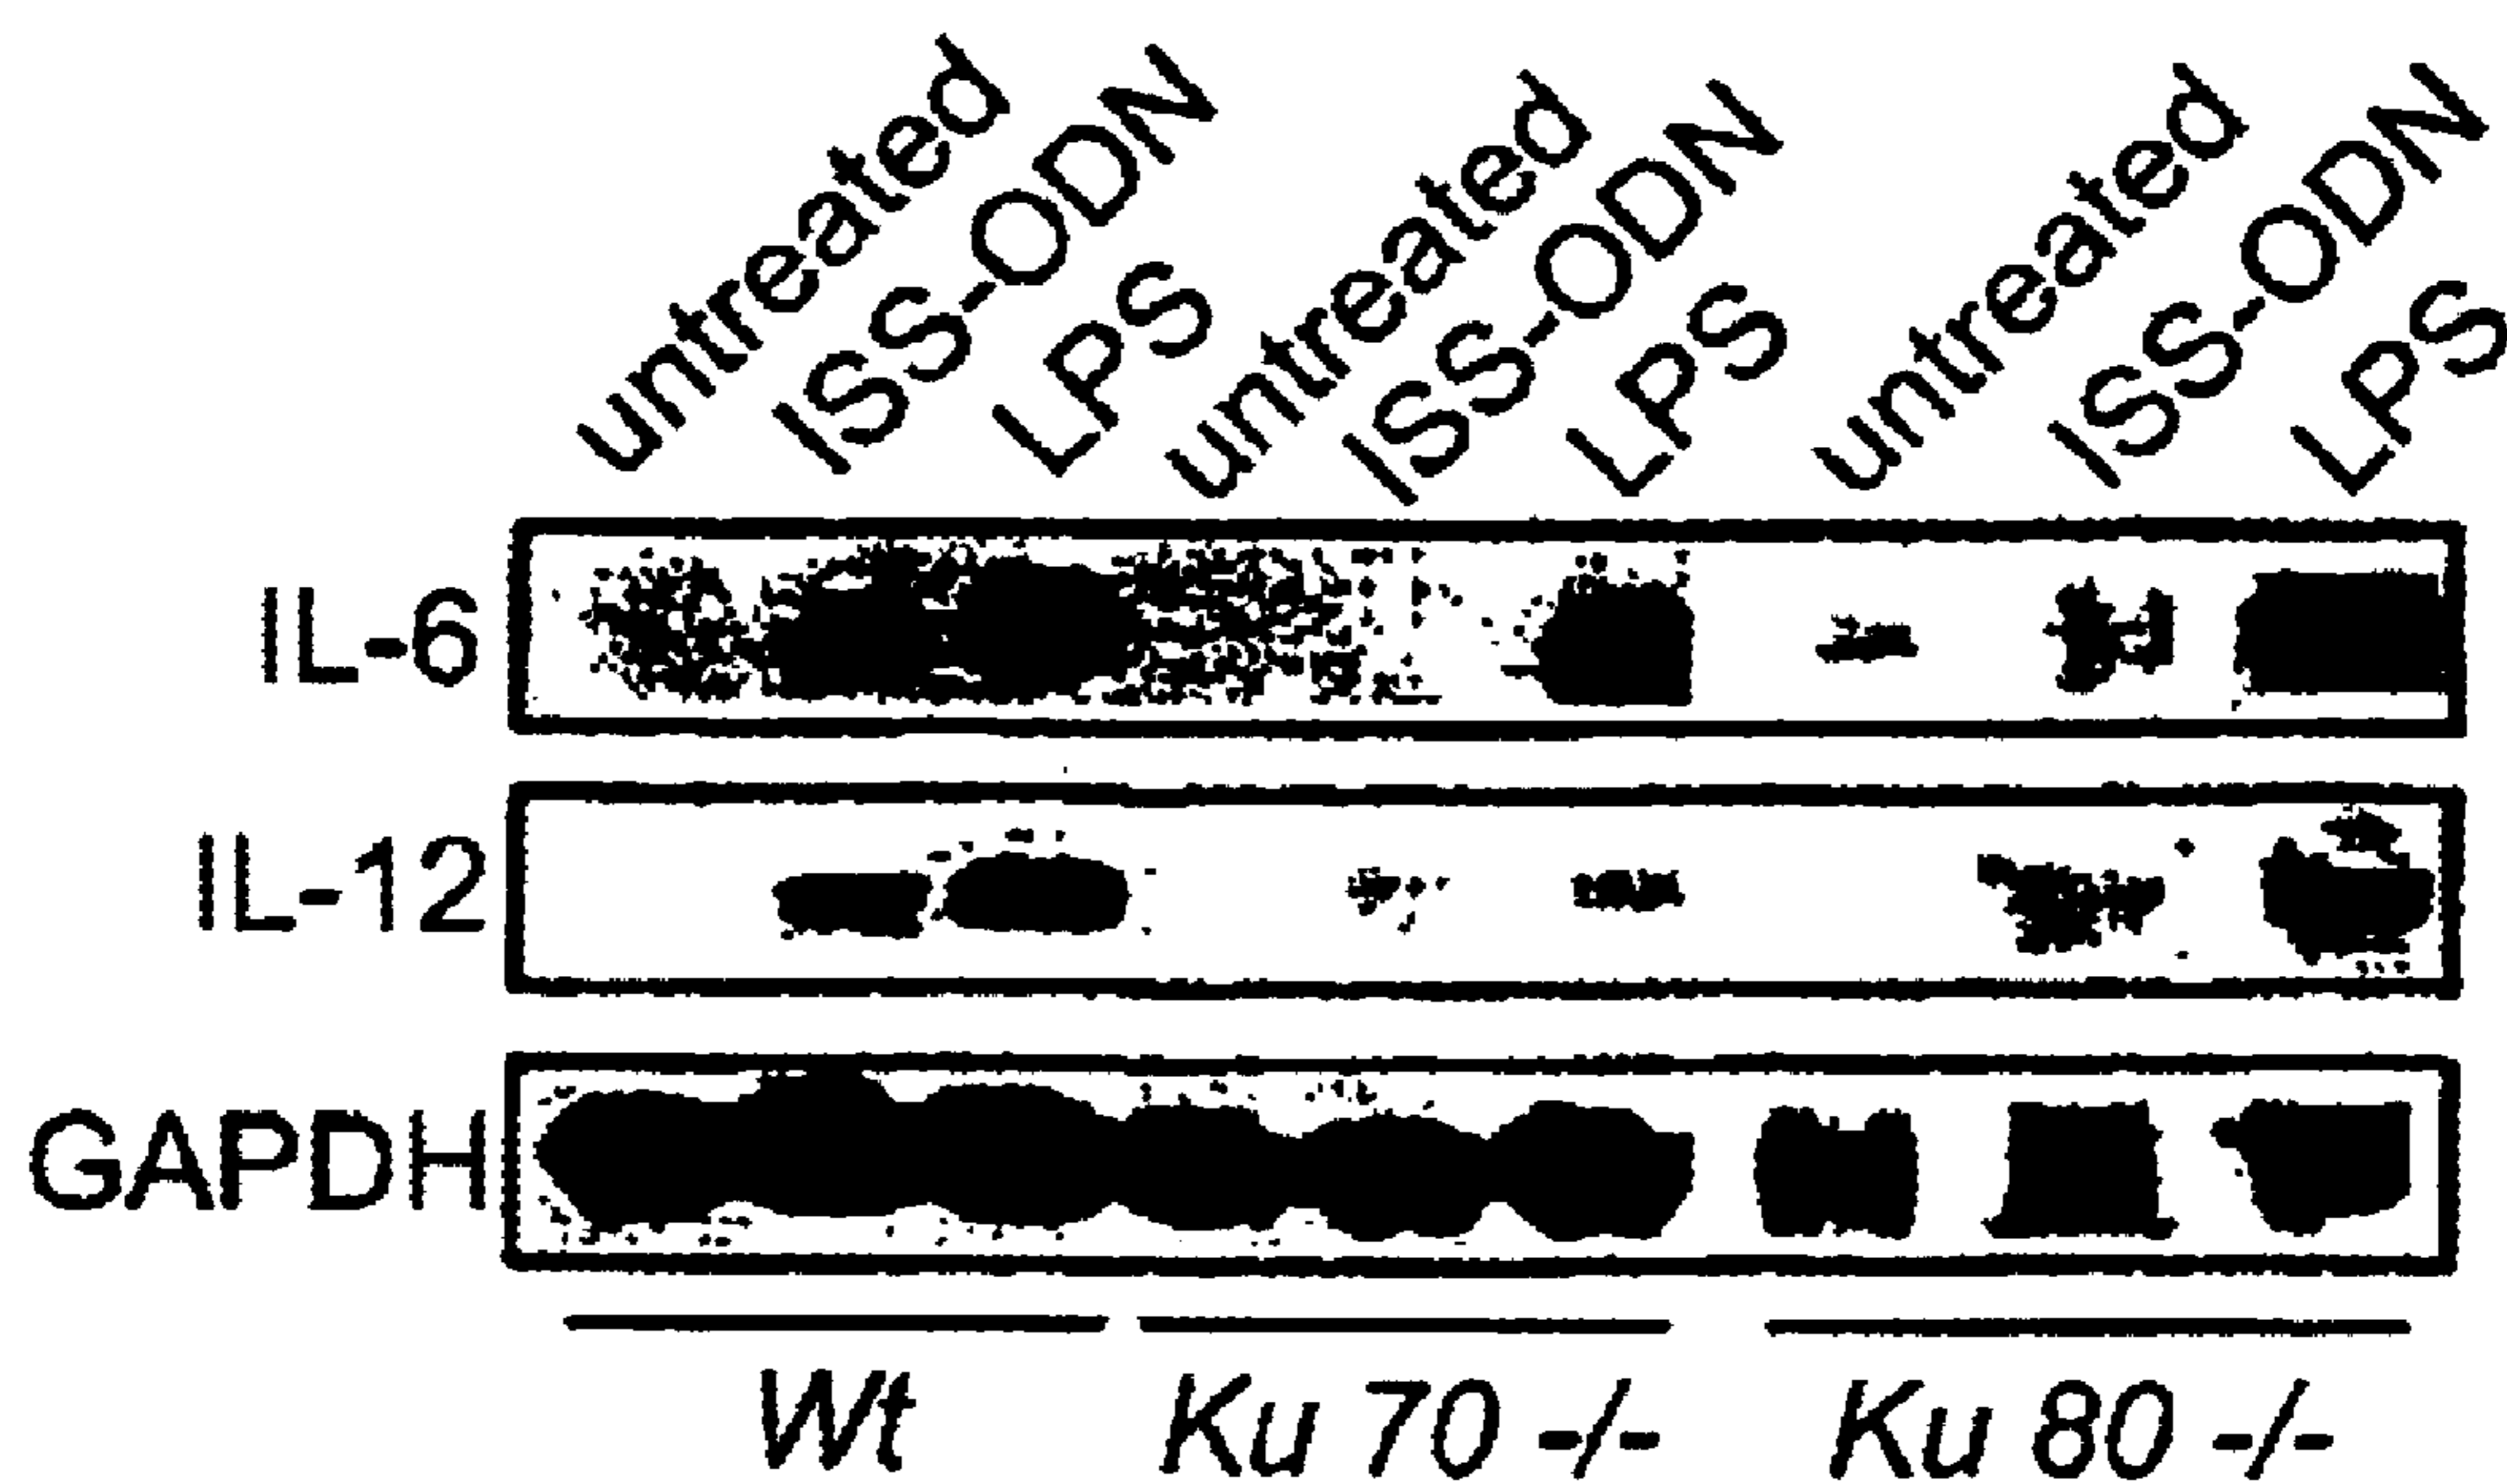 untreated
ISS-ODN
LPS
untreated
ISS-ODN
LPS
untreated
ISS-ODN
LPS
IL-6
IL-12
GAPDH
Wt
Ku 70 -/-
Ku 80 -/-